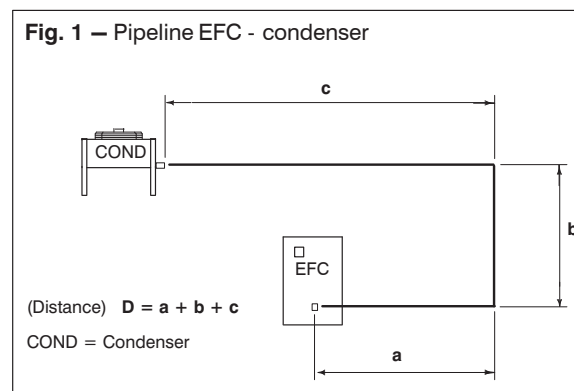 Fig. 1 – Pipeline EFC - condenser
c
COND
b
EFC
(Distance) D = a + b + c
COND = Condenser
a